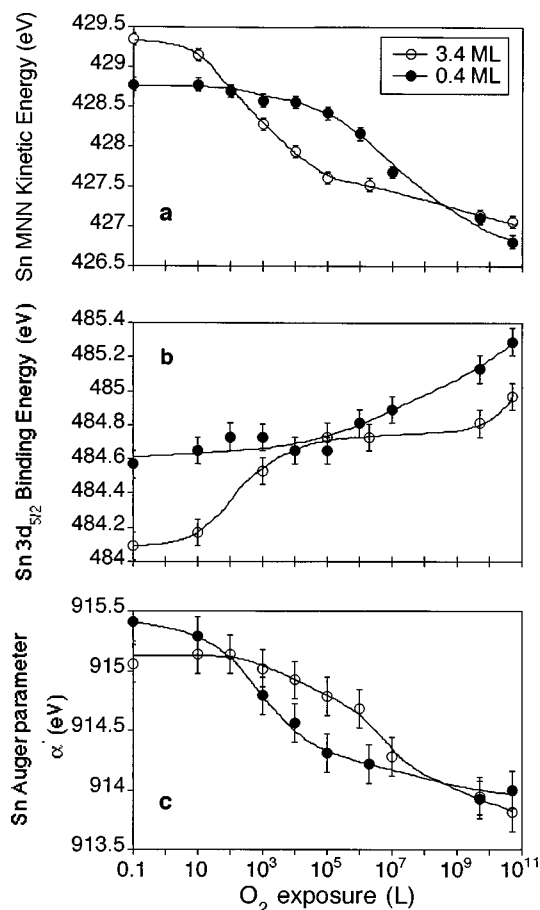 429.5
429
428.5
428
427.5
427
426.5
Sn MNN Kinetic Energy (eV)
3.4 ML
0.4 ML
a
485.4
485.2
485
484.8
484.6
484.4
484.2
484
Sn 3d5/2 Binding Energy (eV)
b
915.5
915
914.5
914
913.5
Sn Auger parameter
α' (eV)
c
0.1 10 10³ 10⁵ 10⁷ 10⁹ 10¹¹
O₂ exposure (L)